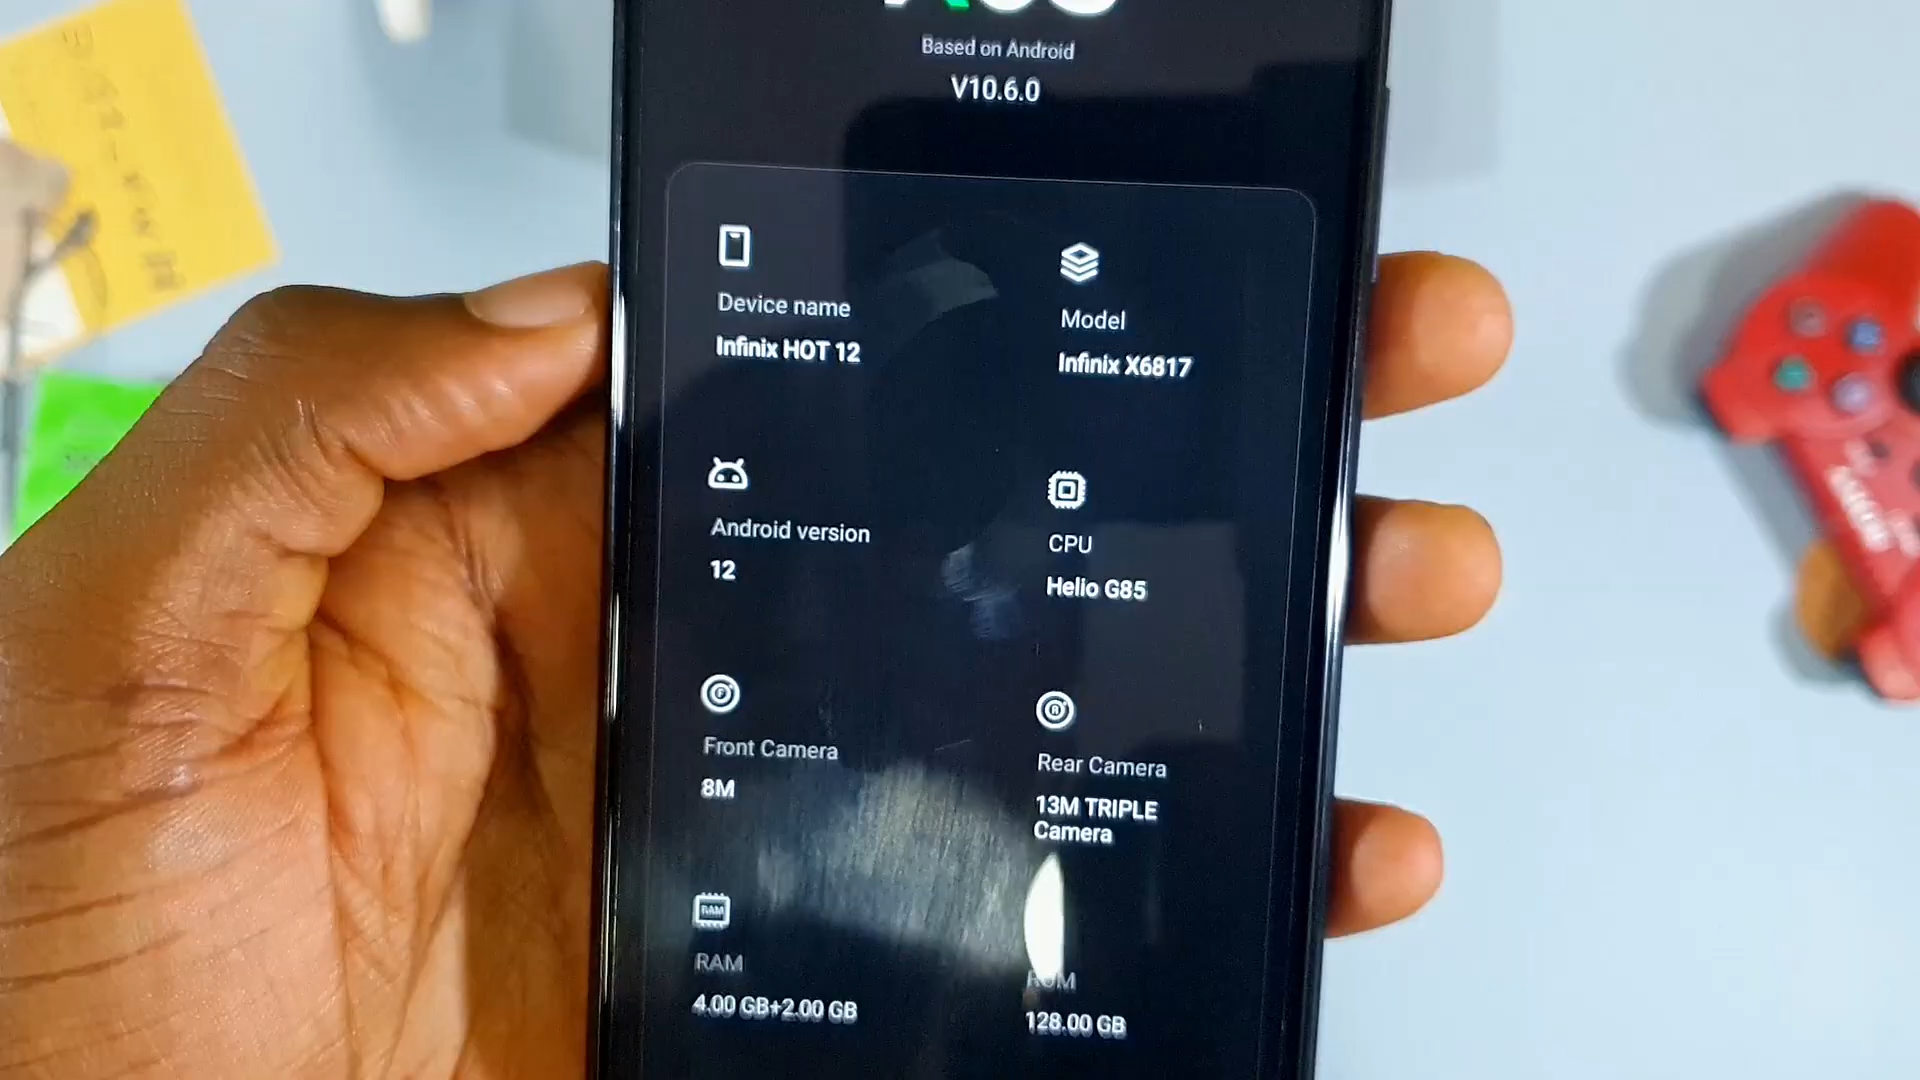 Based on Android
V10.6.0
Device name
Infinix HOT 12
Model
Infinix X6817
Android version
12
CPU
Helio G85
Front Camera
8M
Rear Camera
13M TRIPLE
Camera
RAM
RAM
4.00 GB+2.00 GB
ROM
128.00 GB